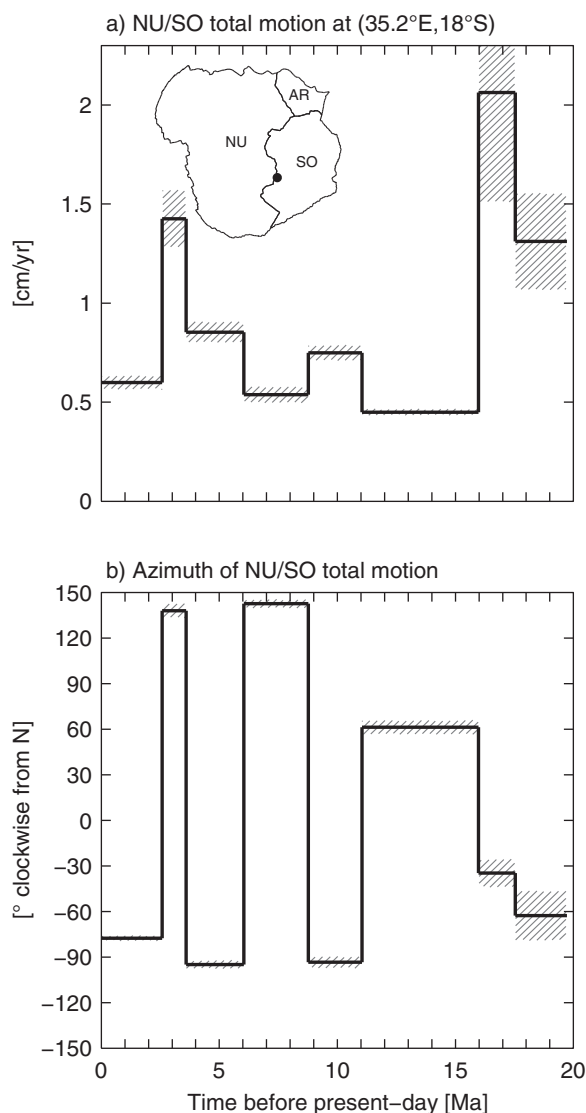 a) NU/SO total motion at (35.2°E,18°S)
[cm/yr]
2
1.5
1
0.5
0
NU
AR
SO
b) Azimuth of NU/SO total motion
[° clockwise from N]
150
120
90
60
30
0
−30
−60
−90
−120
−150
0 5 10 15 20
Time before present−day [Ma]